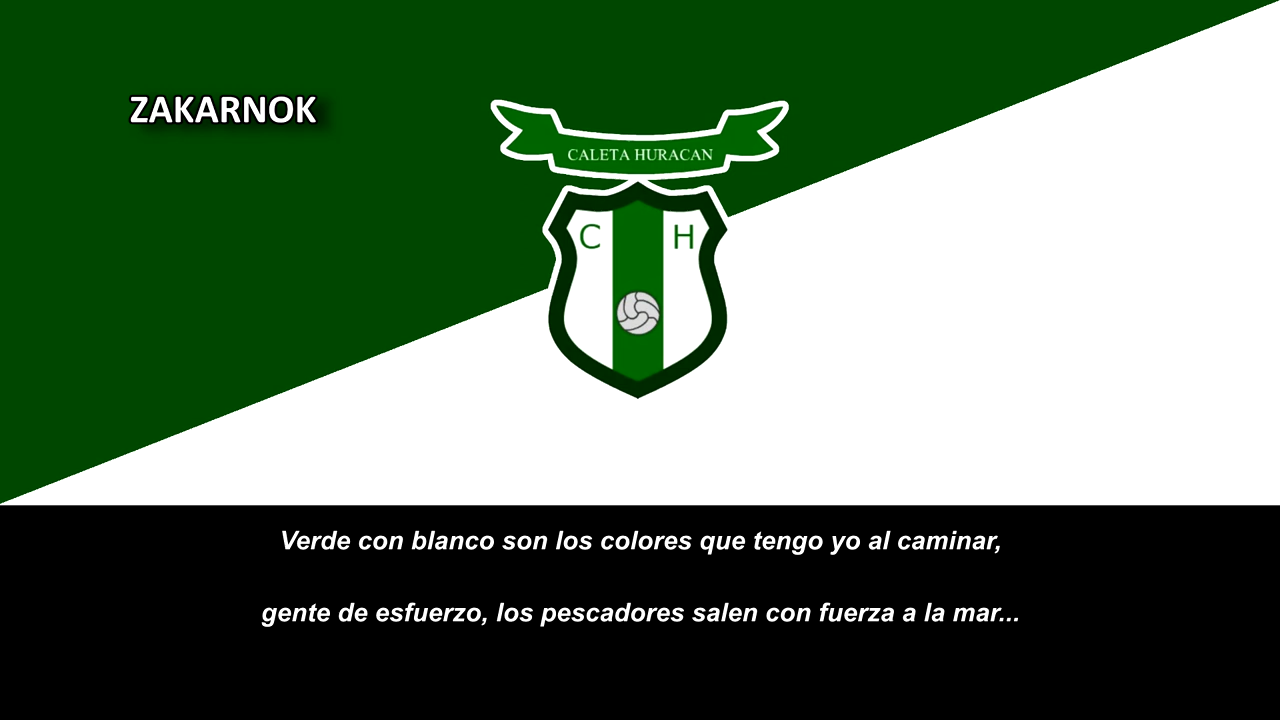 ZAKARNOK
CALETA HURACAN
C H
Verde con blanco son los colores que tengo yo al caminar,
gente de esfuerzo, los pescadores salen con fuerza a la mar...